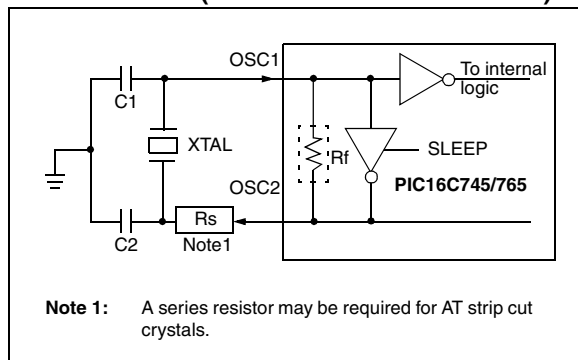 OSC1
To internal
logic
C1
XTAL
Rf
SLEEP
OSC2
PIC16C745/765
Rs
C2
Note1
Note 1: A series resistor may be required for AT strip cut
crystals.